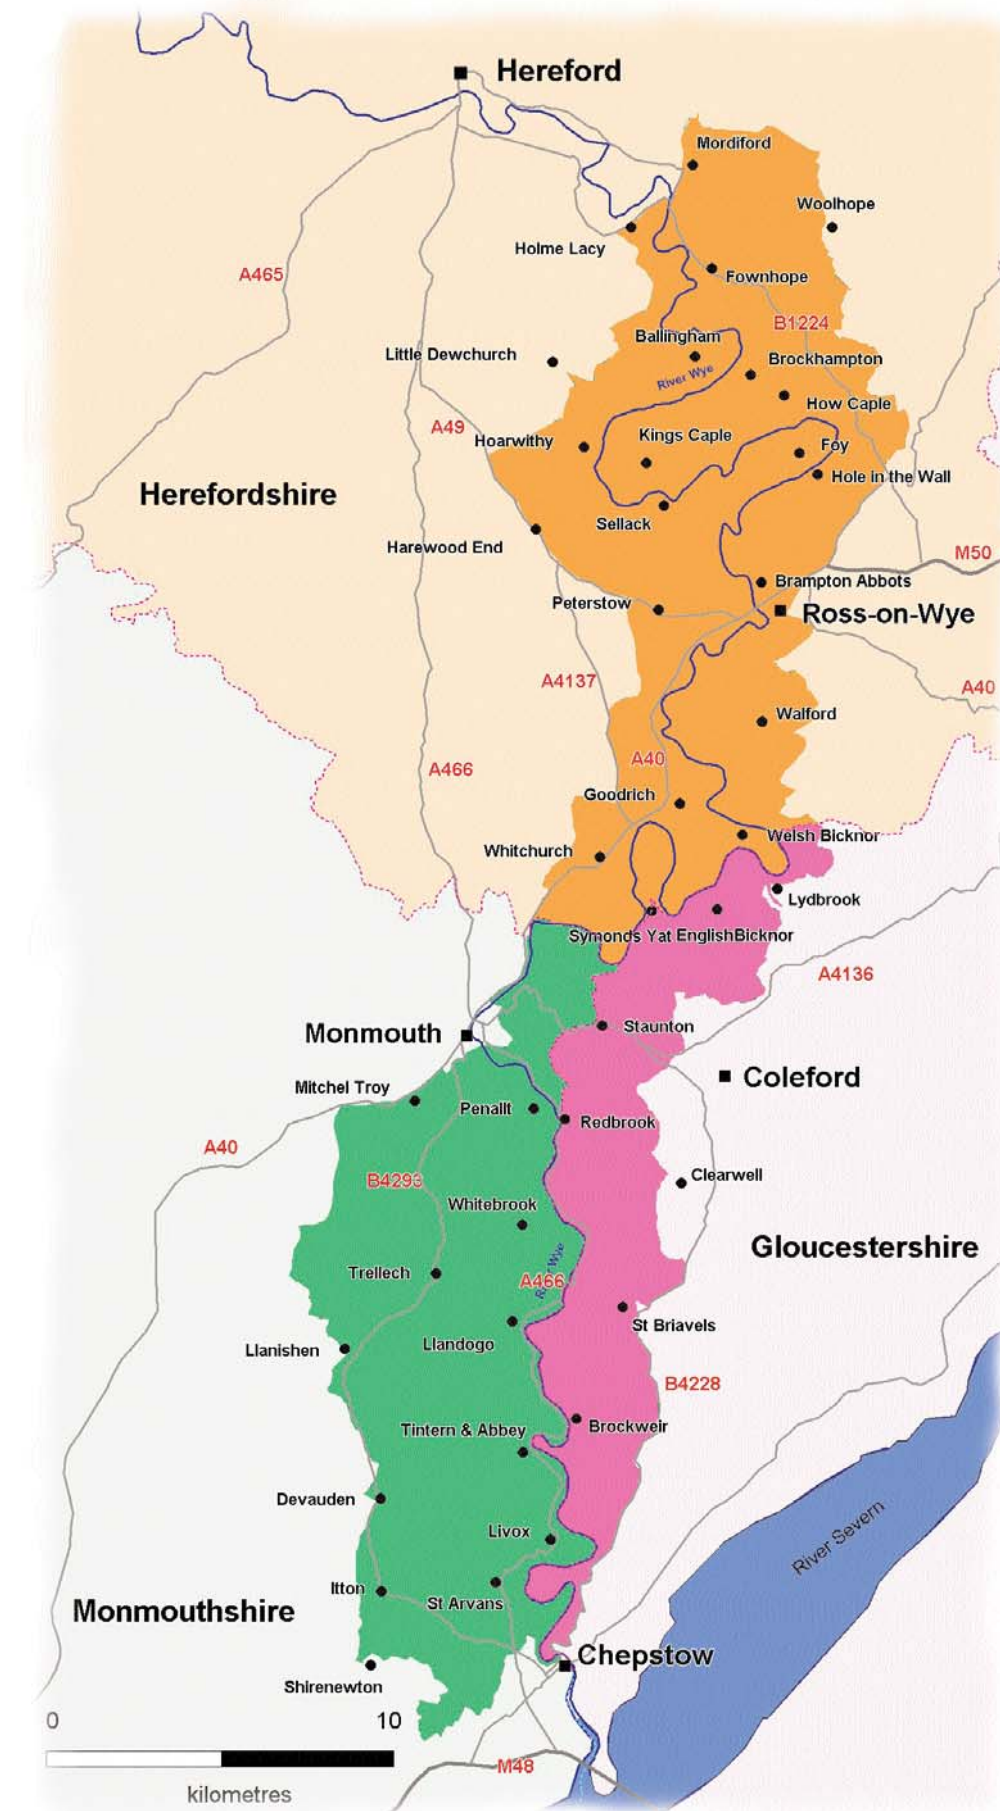 Hereford
Mordiford
Woolhope
Holme Lacy
A465
Fownhope
B1224
Ballingham
Little Dewchurch
Brockhampton
River Wye
How Caple
A49
Hoarwithy
Kings Caple
Foy
Hole in the Wall
Herefordshire
Sellack
Harewood End
M50
Brampton Abbots
Peterstow
Ross-on-Wye
A4137
A40
Walford
A40
A466
Goodrich
Welsh Bicknor
Whitchurch
Lydbrook
Symonds Yat
EnglishBicknor
A4136
Staunton
Monmouth
Coleford
Mitchel Troy
Penallt
Redbrook
A40
Clearwell
B4293
Whitebrook
Gloucestershire
River Wye
Trellech
A466
St Briavels
Llandogo
Llanishen
B4228
Brockweir
Tintern & Abbey
Devauden
Livox
River Severn
Itton
St Arvans
Monmouthshire
Chepstow
Shirenewton
0 10
M48
kilometres